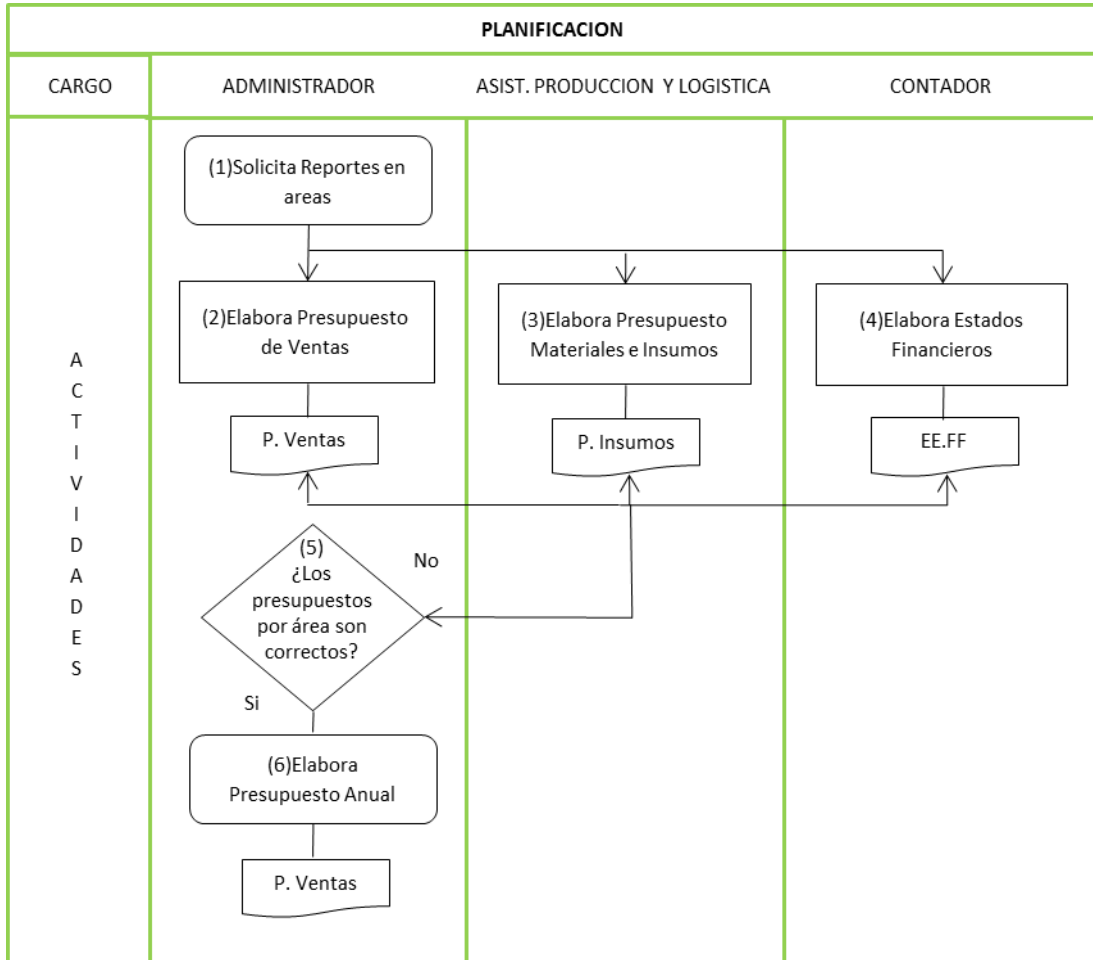 PLANIFICACION
CARGO
ADMINISTRADOR
ASIST. PRODUCCION Y LOGISTICA
CONTADOR
A
C
T
I
V
I
D
A
D
E
S
(1)Solicita Reportes en
areas
(2)Elabora Presupuesto
de Ventas
(3)Elabora Presupuesto
Materiales e Insumos
(4)Elabora Estados
Financieros
P. Ventas
P. Insumos
EE.FF
(5)
¿Los
presupuestos
por área son
correctos?
No
Si
(6)Elabora
Presupuesto Anual
P. Ventas